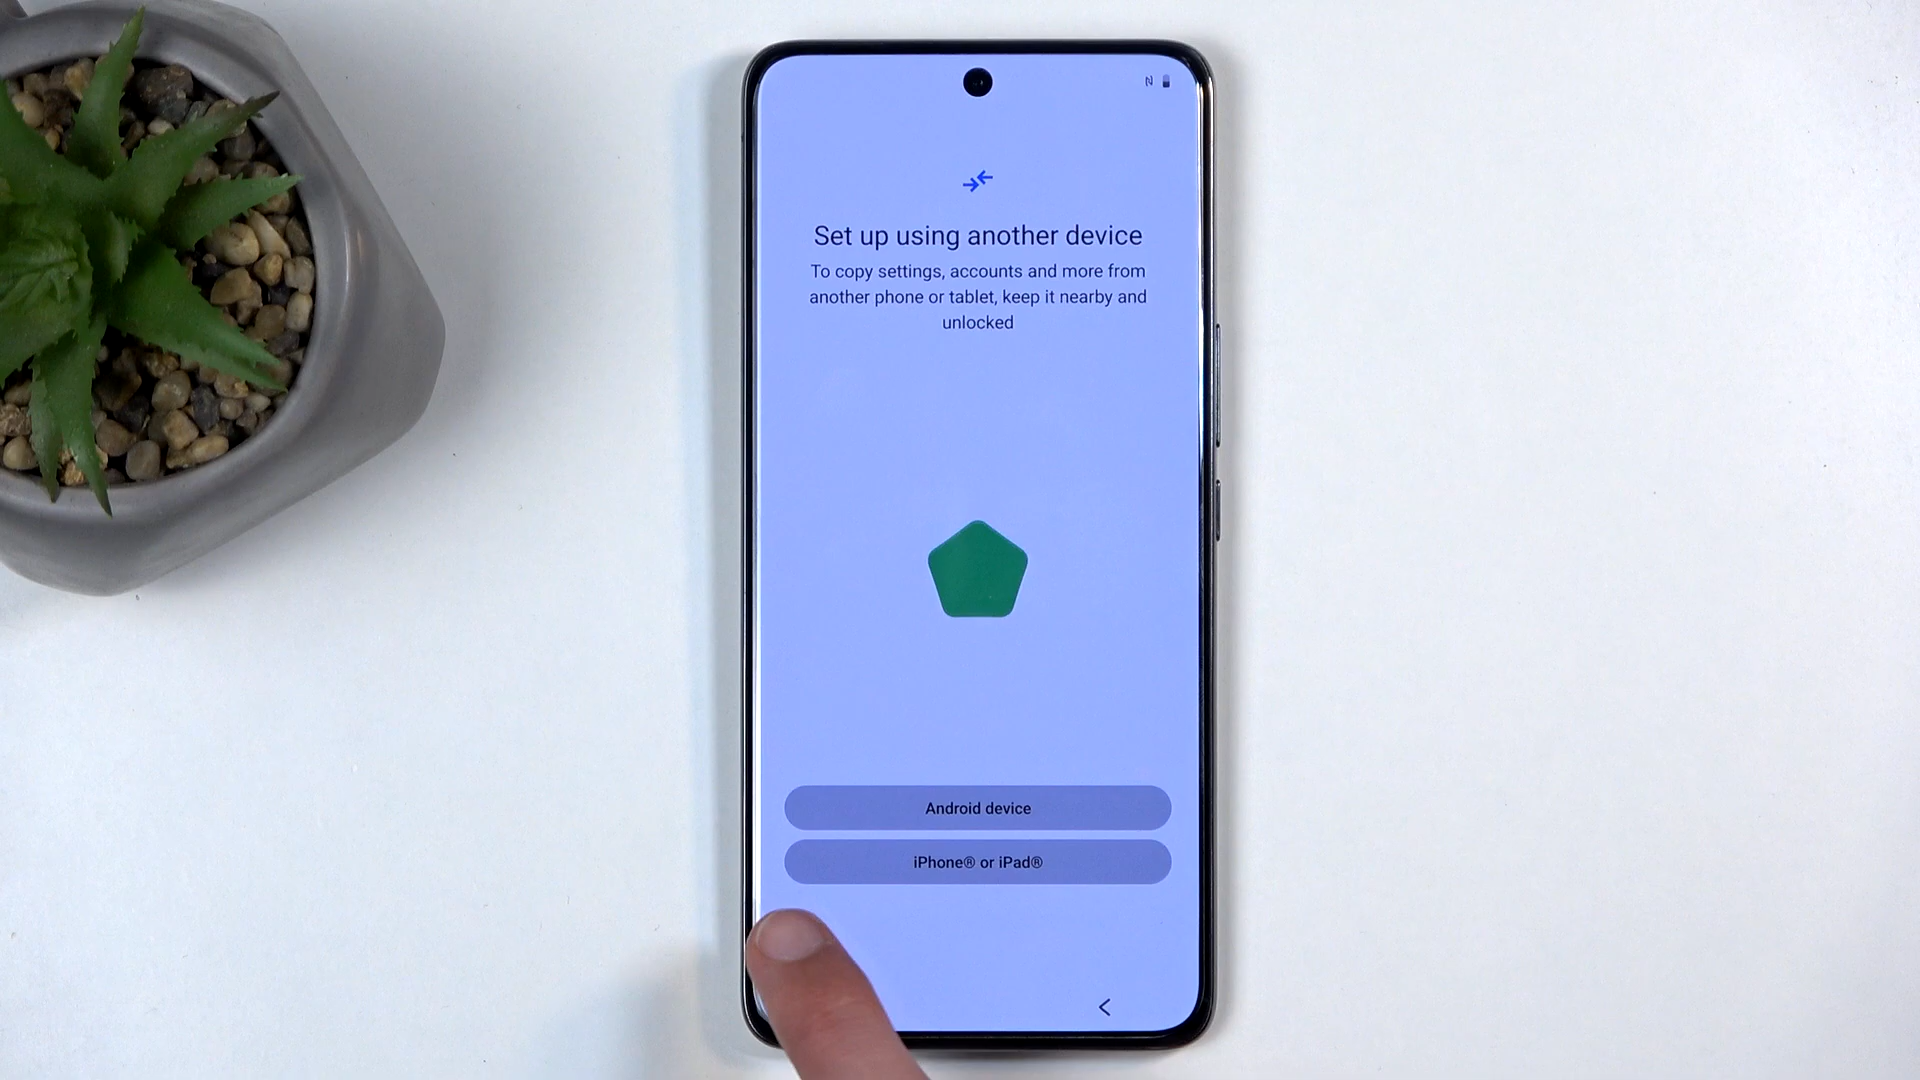 Set up using another device
To copy settings, accounts and more from
another phone or tablet, keep it nearby and
unlocked
Android device
iPhone® or iPad®